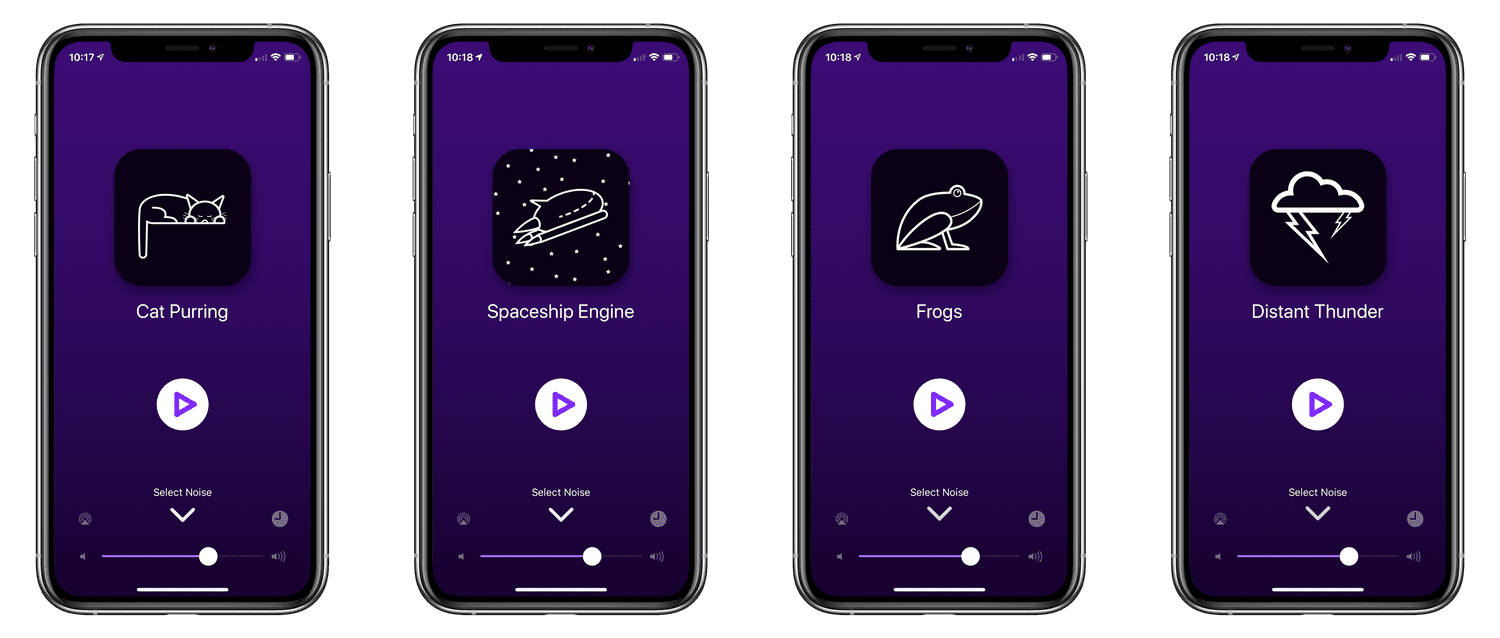 10:17
Cat Purring
Select Noise
10:18
Spaceship Engine
Select Noise
10:18
Frogs
Select Noise
10:18
Distant Thunder
Select Noise